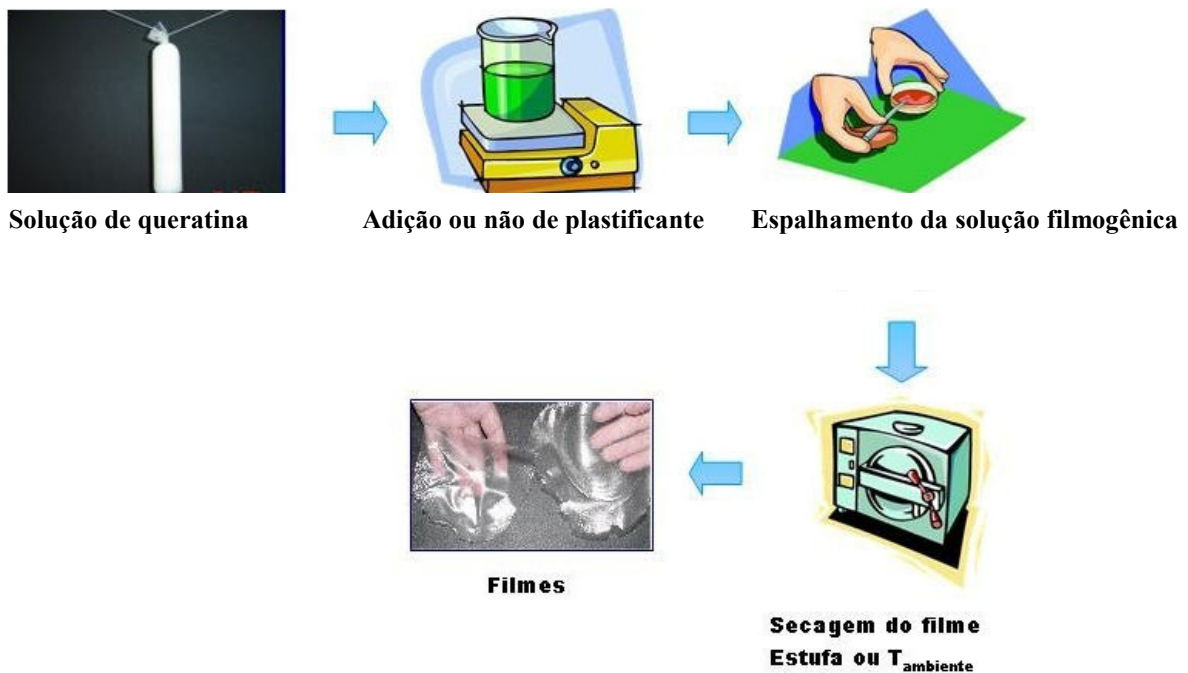 Solução de queratina
Adição ou não de plastificante
Espalhamento da solução filmogênica
Filmes
Secagem do filme
Estufa ou Tambiente